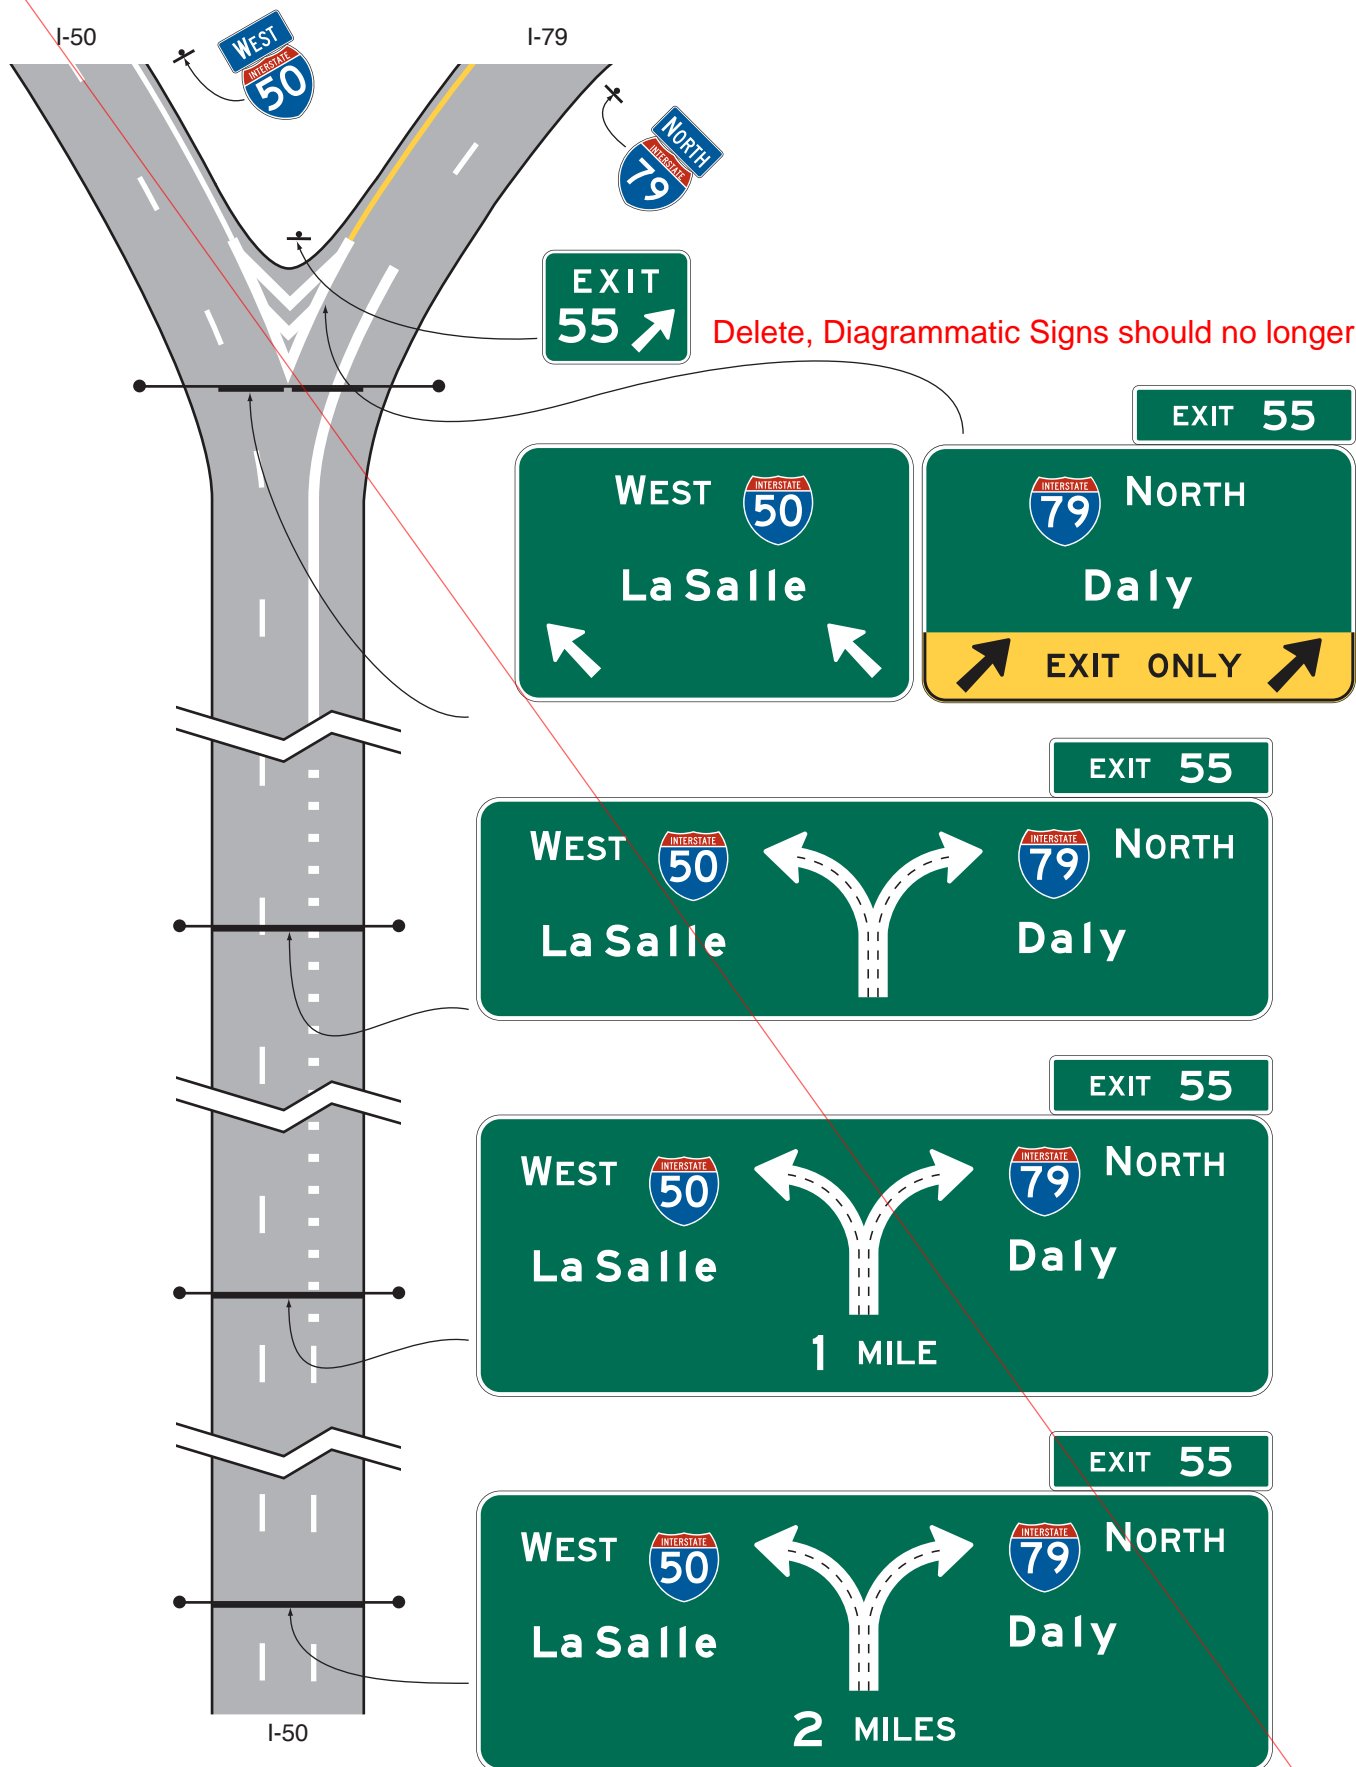 I-50
WEST
INTERSTATE
50
I-79
NORTH
INTERSTATE
79
EXIT
55
Delete, Diagrammatic Signs should no longer
EXIT 55
WEST INTERSTATE 50
La Salle
INTERSTATE 79 NORTH
Daly
EXIT ONLY
EXIT 55
WEST INTERSTATE 50 INTERSTATE 79 NORTH
La Salle Daly
EXIT 55
WEST INTERSTATE 50 INTERSTATE 79 NORTH
La Salle Daly
1 MILE
EXIT 55
WEST INTERSTATE 50 INTERSTATE 79 NORTH
La Salle Daly
2 MILES
I-50